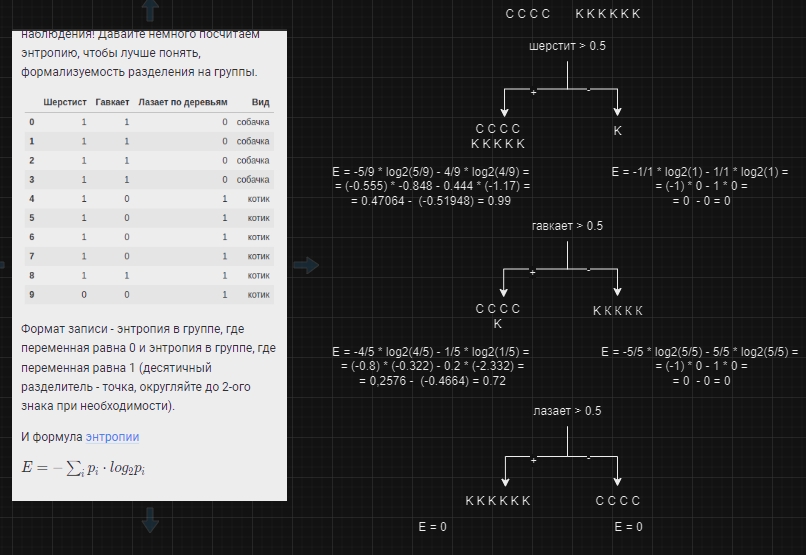 наблюдения! Давайте немного посчитаем
энтропию, чтобы лучше понять,
формализуемость разделения на группы.
Шерстист Гавкает Лазает по деревьям Вид
0 1 1 0 собачка
1 1 1 0 собачка
2 1 1 0 собачка
3 1 1 0 собачка
4 1 0 1 котик
5 1 0 1 котик
6 1 0 1 котик
7 1 0 1 котик
8 1 1 1 котик
9 0 0 1 котик
Формат записи - энтропия в группе, где
переменная равна 0 и энтропия в группе, где
переменная равна 1 (десятичный
разделитель - точка, округляйте до 2-ого
знака при необходимости).
И формула энтропии
E = − ∑i pi · log2pi
С С С С К К К К К К
шерстит > 0.5
+ -
С С С С
К К К К К
К
E = -5/9 * log2(5/9) - 4/9 * log2(4/9) =
= (-0.555) * -0.848 - 0.444 * (-1.17) =
= 0.47064 - (-0.51948) = 0.99
E = -1/1 * log2(1) - 1/1 * log2(1) =
= (-1) * 0 - 1 * 0 =
= 0 - 0 = 0
гавкает > 0.5
+ -
С С С С
К
К К К К К
E = -4/5 * log2(4/5) - 1/5 * log2(1/5) =
= (-0.8) * (-0.322) - 0.2 * (-2.332) =
= 0,2576 - (-0.4664) = 0.72
E = -5/5 * log2(5/5) - 5/5 * log2(5/5) =
= (-1) * 0 - 1 * 0 =
= 0 - 0 = 0
лазает > 0.5
+ -
К К К К К К
С С С С
E = 0
E = 0